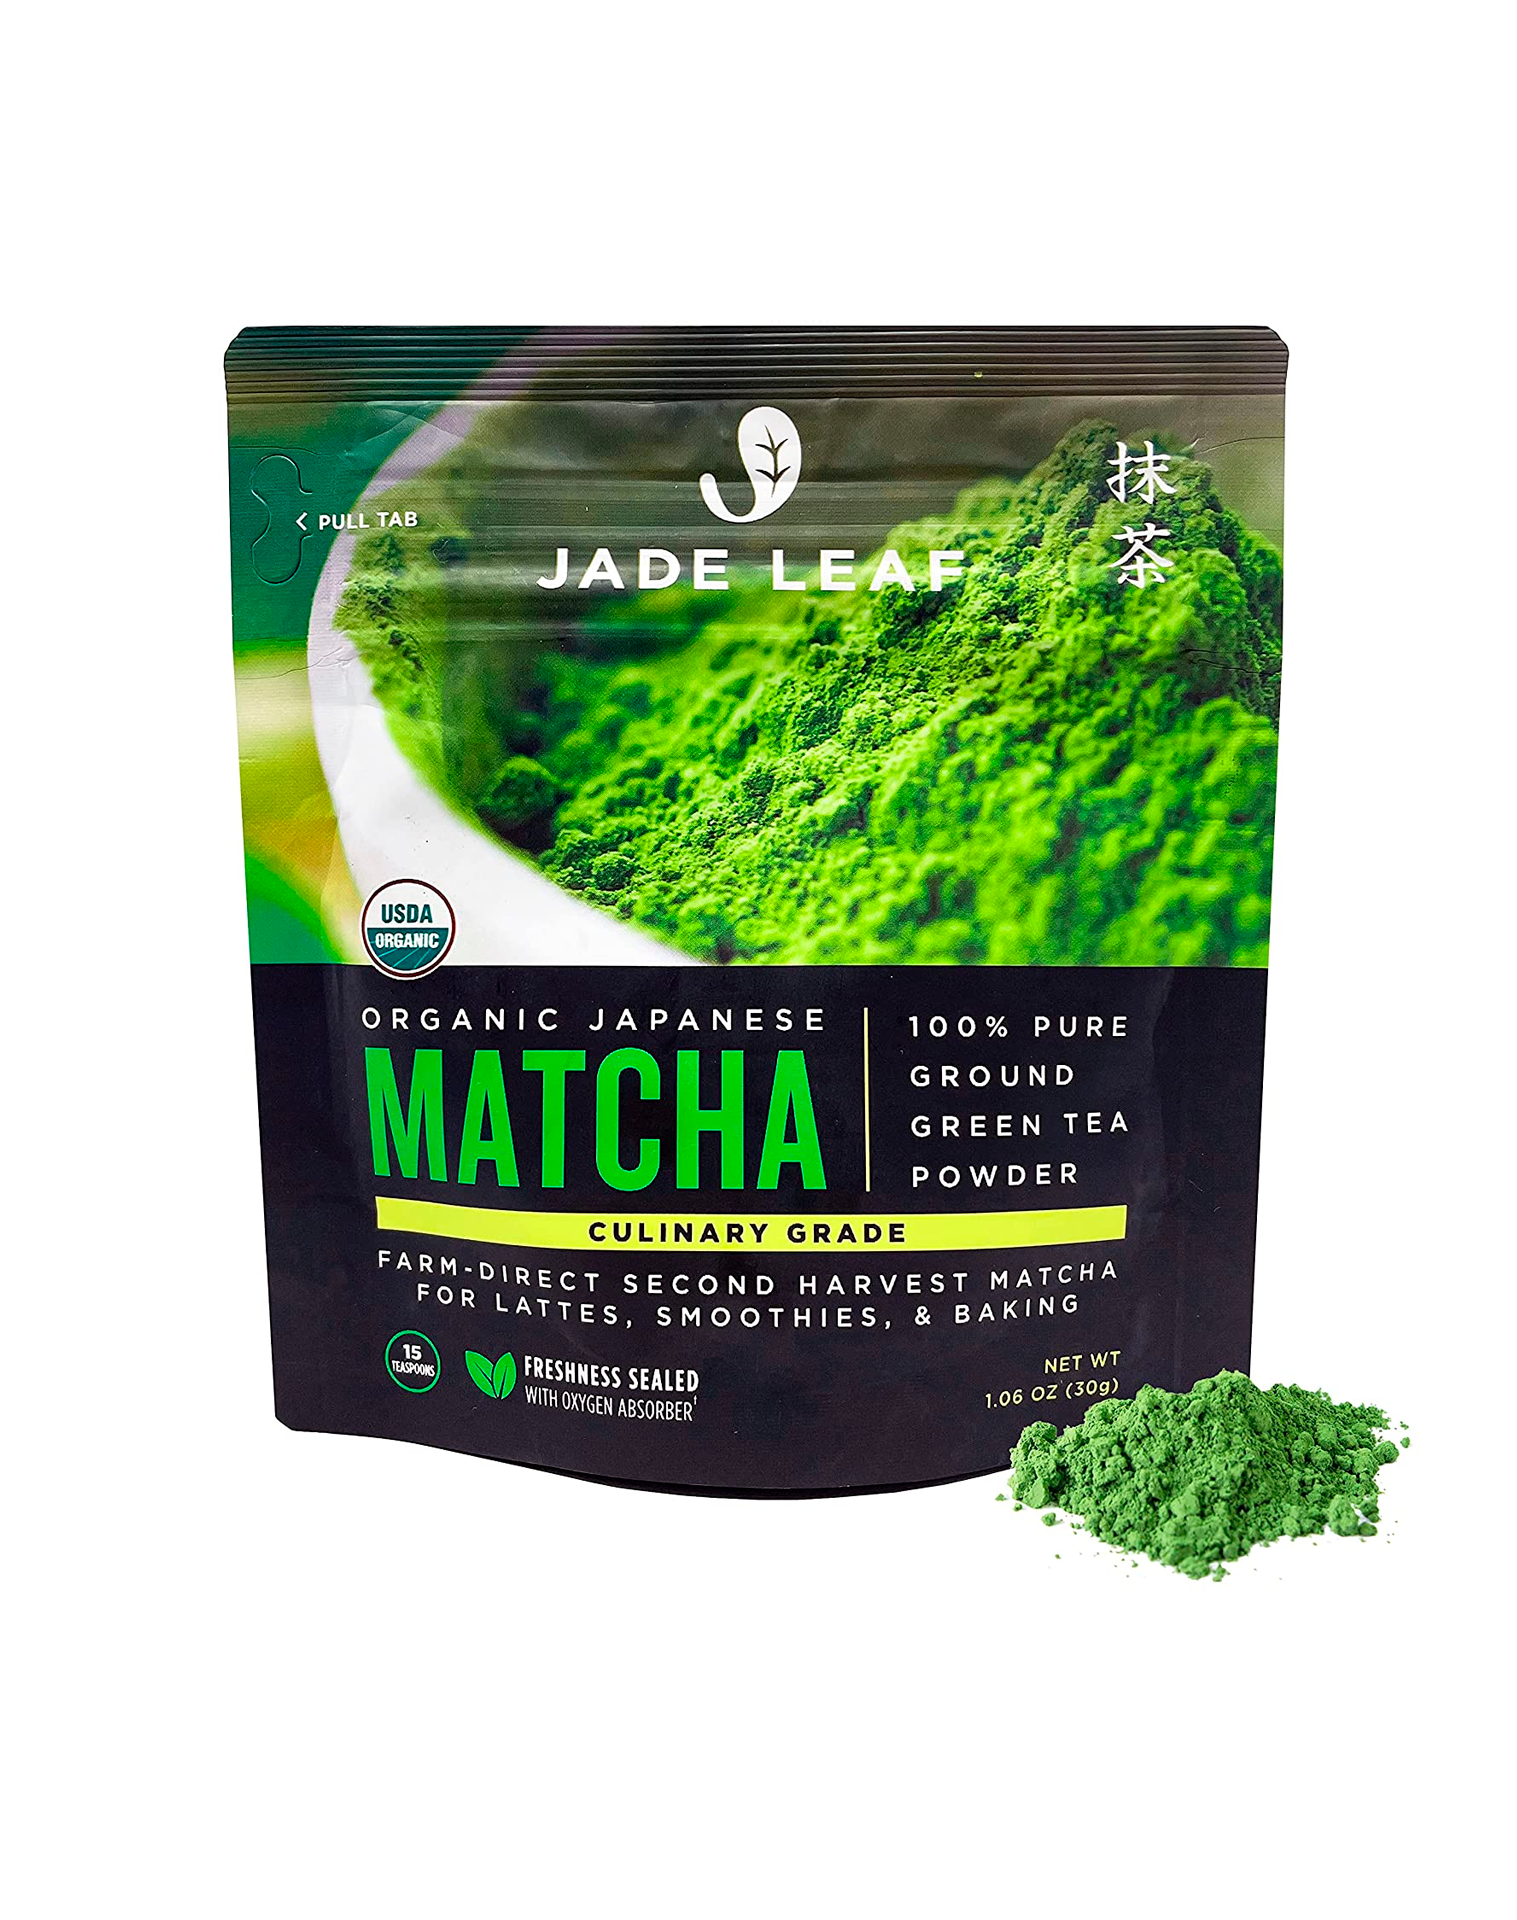 JADE LEAF
抹
茶
< PULL TAB
USDA
ORGANIC
ORGANIC JAPANESE
MATCHA
100% PURE
GROUND
GREEN TEA
POWDER
CULINARY GRADE
FARM-DIRECT SECOND HARVEST MATCHA
FOR LATTES, SMOOTHIES, & BAKING
15
TEASPOONS
FRESHNESS SEALED
WITH OXYGEN ABSORBER†
NET WT
1.06 OZ (30g)